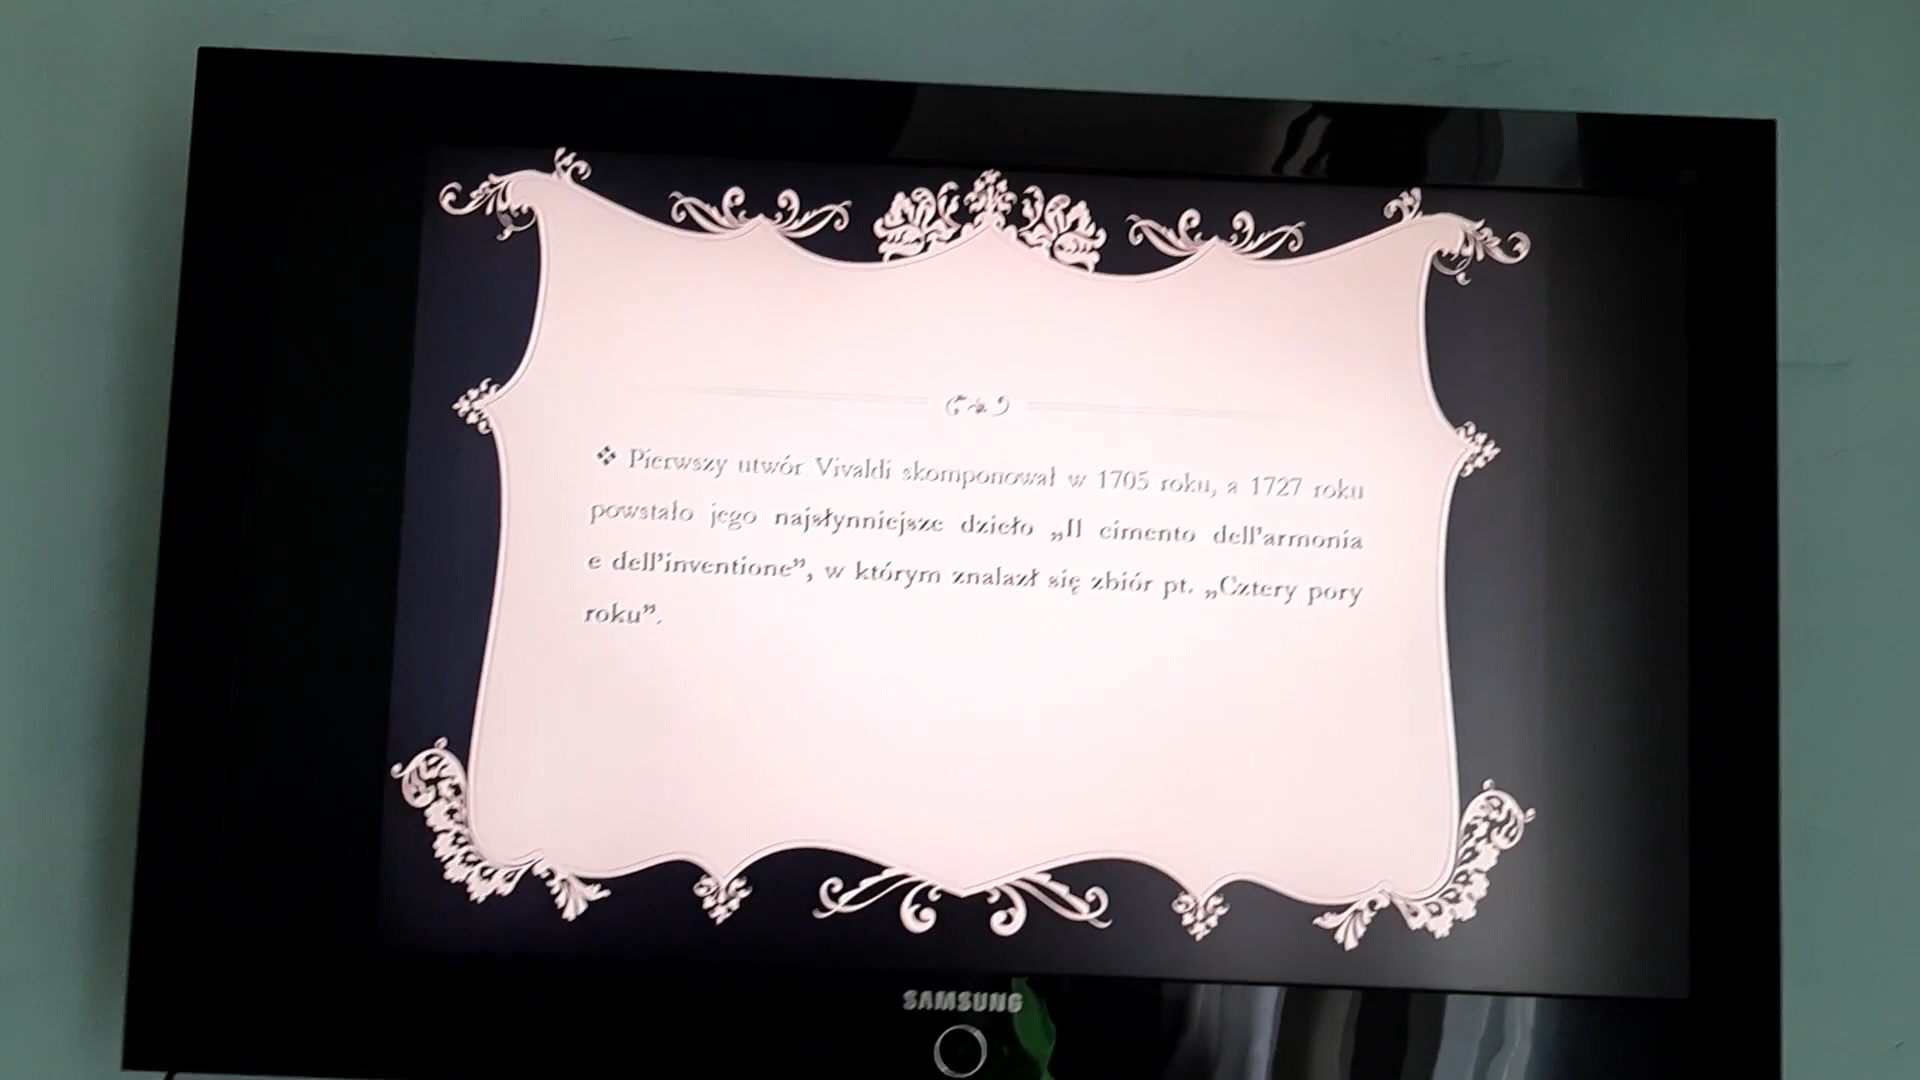 ❖ Pierwszy utwór Vivaldi skomponował w 1705 roku, a 1727 roku
powstało jego najsłynniejsze dzieło „Il cimento dell’armonia
e dell’inventione”, w którym znalazł się zbiór pt. „Cztery pory
roku”.
SAMSUNG